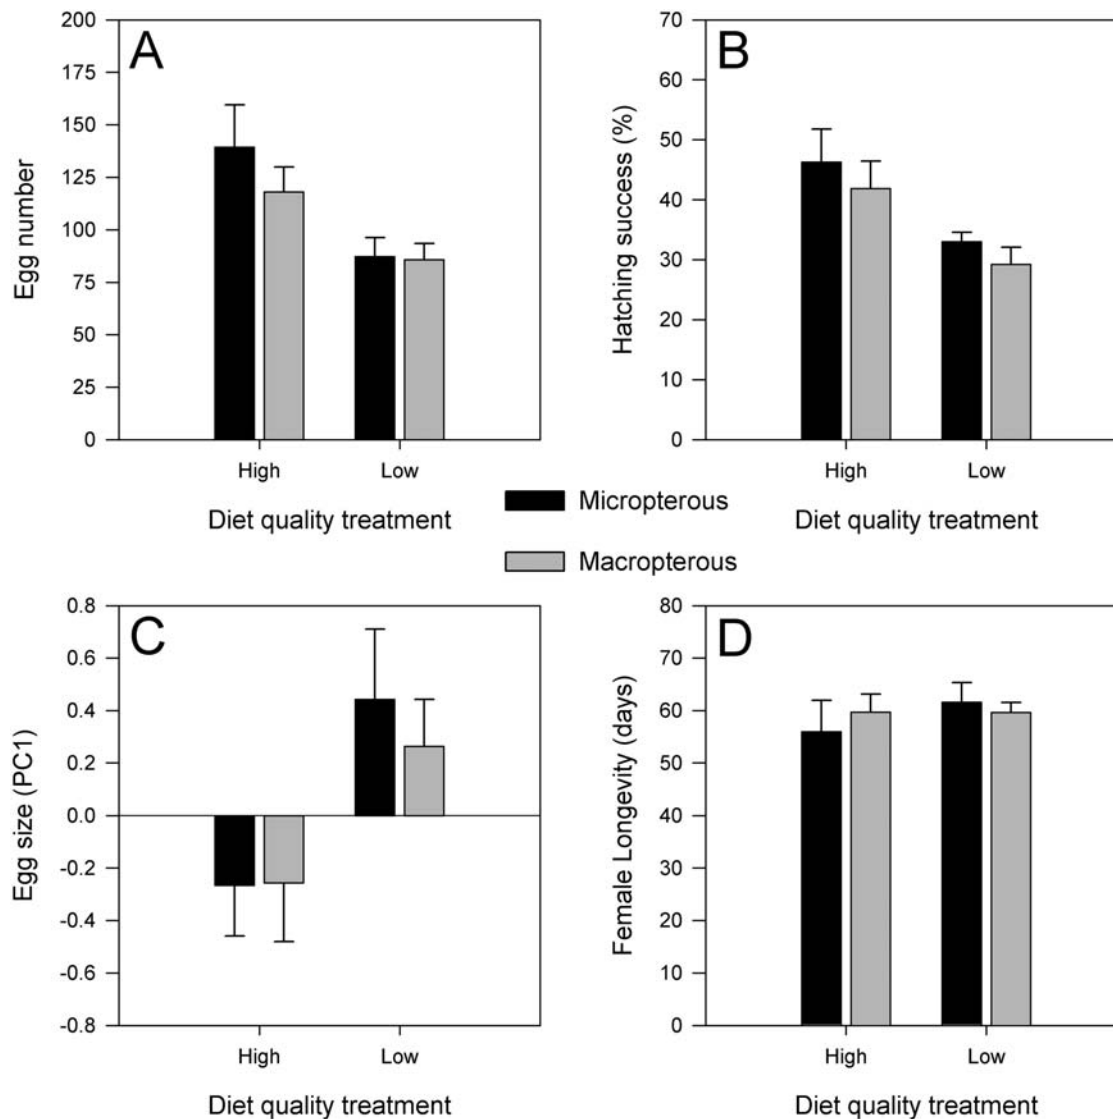 A
Egg number
200
175
150
125
100
75
50
25
0
High Low
Diet quality treatment
B
Hatching success (%)
70
60
50
40
30
20
10
0
High Low
Diet quality treatment
Micropterous
Macropterous
C
Egg size (PC1)
0.8
0.6
0.4
0.2
0.0
-0.2
-0.4
-0.6
-0.8
High Low
Diet quality treatment
D
Female Longevity (days)
80
70
60
50
40
30
20
10
0
High Low
Diet quality treatment